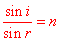 sin i
sin r = n